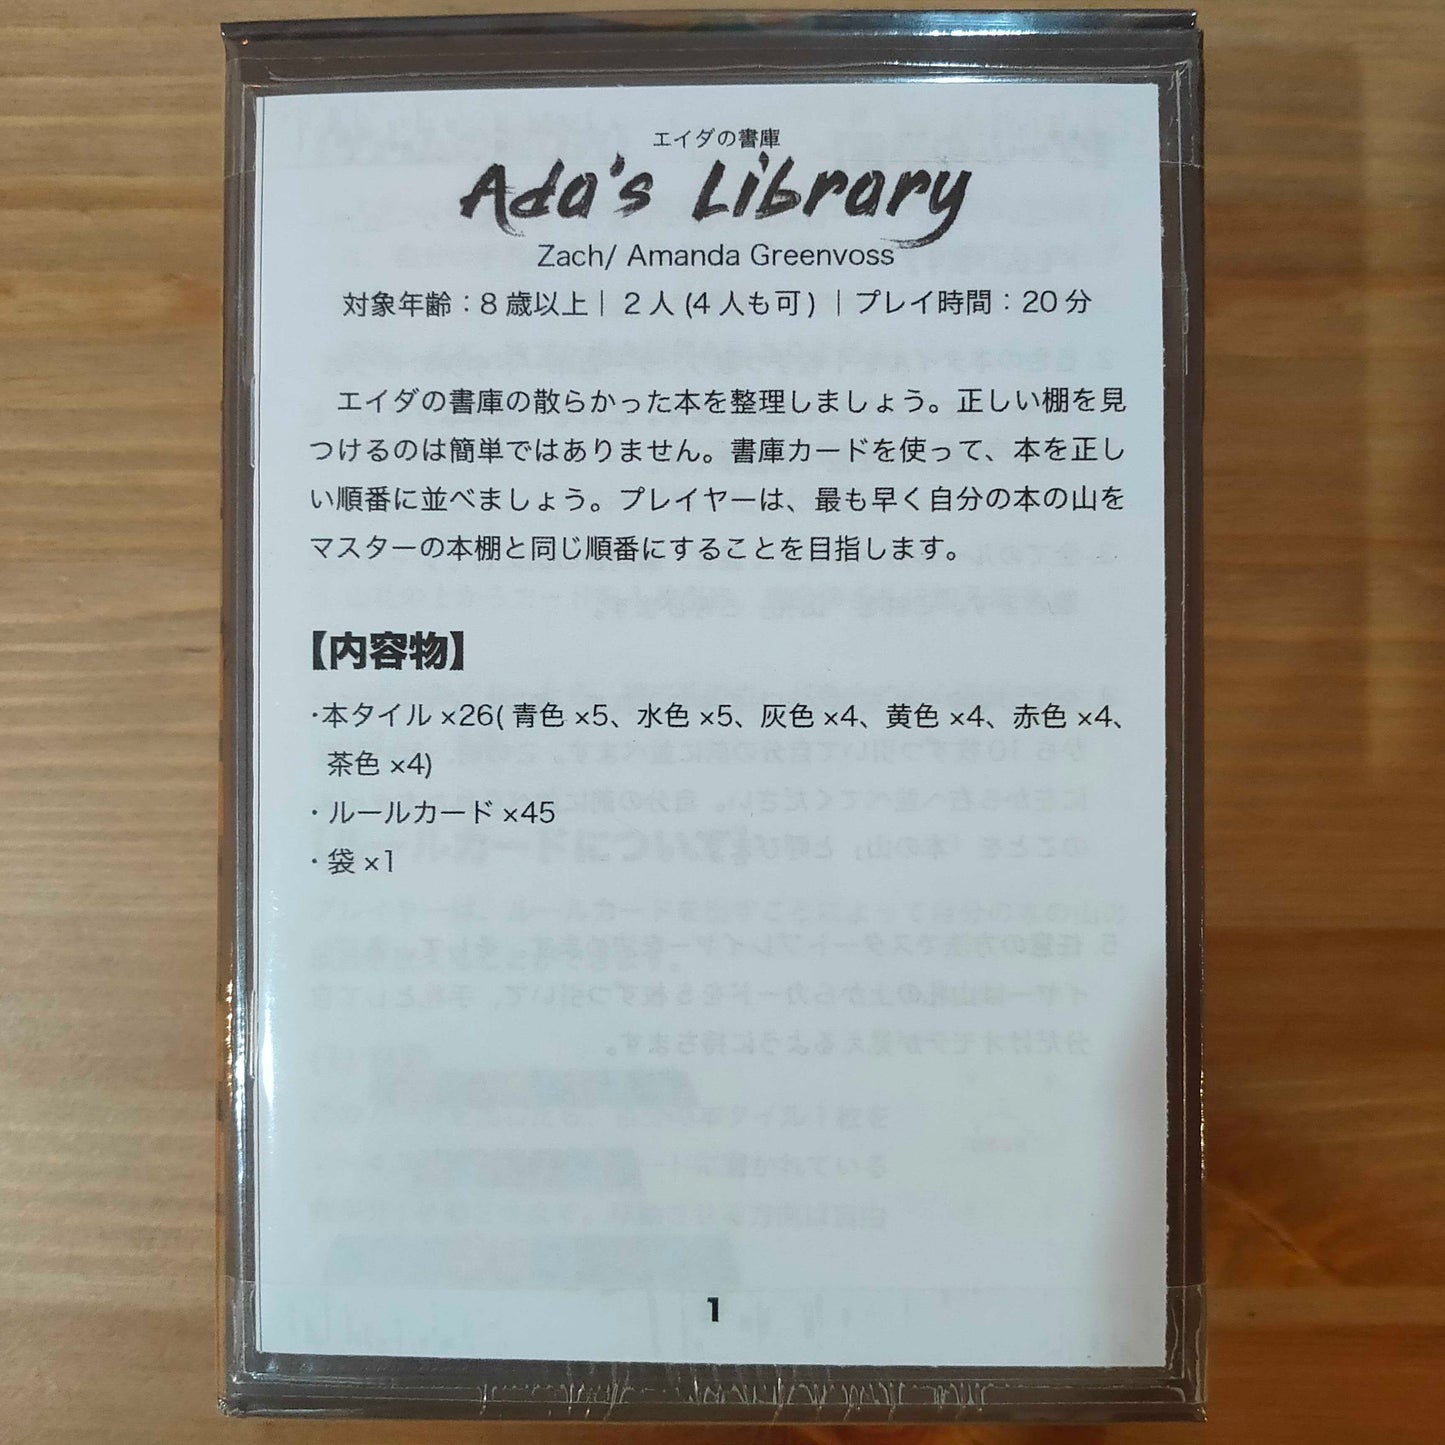 エイダの書庫
Ada's Library
Zach/ Amanda Greenvoss
対象年齢：8 歳以上｜ 2 人 (4 人も可) ｜プレイ時間：20 分
エイダの書庫の散らかった本を整理しましょう。正しい棚を見
つけるのは簡単ではありません。書庫カードを使って、本を正し
い順番に並べましょう。プレイヤーは、最も早く自分の本の山を
マスターの本棚と同じ順番にすることを目指します。
【内容物】
･本タイル ×26( 青色 ×5、水色 ×5、灰色 ×4、黄色 ×4、赤色 ×4、
茶色 ×4)
･ ルールカード ×45
･ 袋 ×1
1